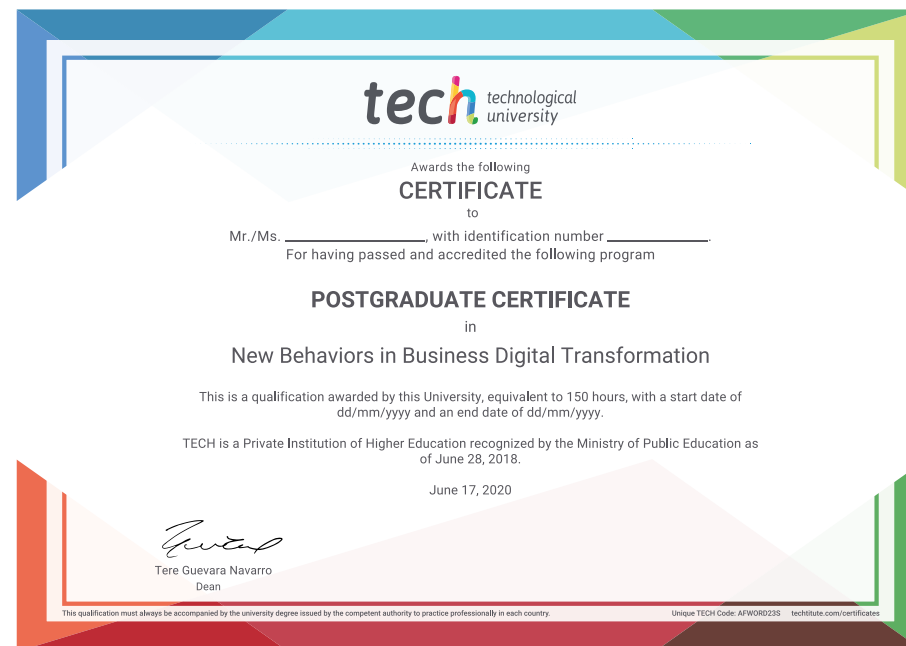 tech technological
university
Awards the following
CERTIFICATE
to
Mr./Ms. ____________, with identification number ____________.
For having passed and accredited the following program
POSTGRADUATE CERTIFICATE
in
New Behaviors in Business Digital Transformation
This is a qualification awarded by this University, equivalent to 150 hours, with a start date of
dd/mm/yyyy and an end date of dd/mm/yyyy.
TECH is a Private Institution of Higher Education recognized by the Ministry of Public Education as
of June 28, 2018.
June 17, 2020
Tere Guevara Navarro
Dean
This qualification must always be accompanied by the university degree issued by the competent authority to practice professionally in each country. Unique TECH Code: AFWORD23S techtitute.com/certificates